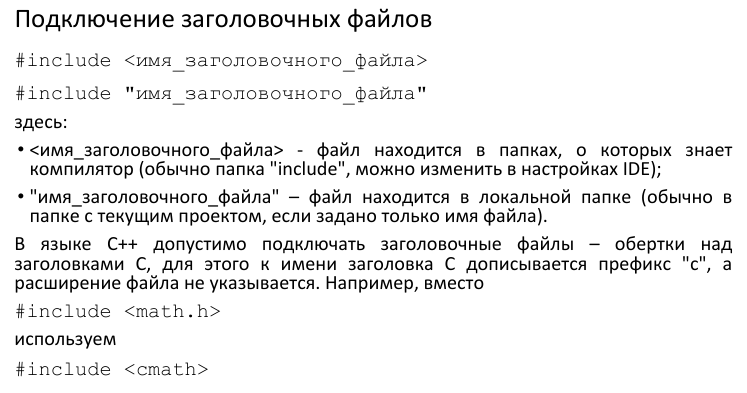 Подключение заголовочных файлов
#include <имя_заголовочного_файла>
#include "имя_заголовочного_файла"
здесь:
• <имя_заголовочного_файла> - файл находится в папках, о которых знает
компилятор (обычно папка "include", можно изменить в настройках IDE);
• "имя_заголовочного_файла" – файл находится в локальной папке (обычно в
папке с текущим проектом, если задано только имя файла).
В языке С++ допустимо подключать заголовочные файлы – обертки над
заголовками С, для этого к имени заголовка С дописывается префикс "с", а
расширение файла не указывается. Например, вместо
#include <math.h>
используем
#include <cmath>